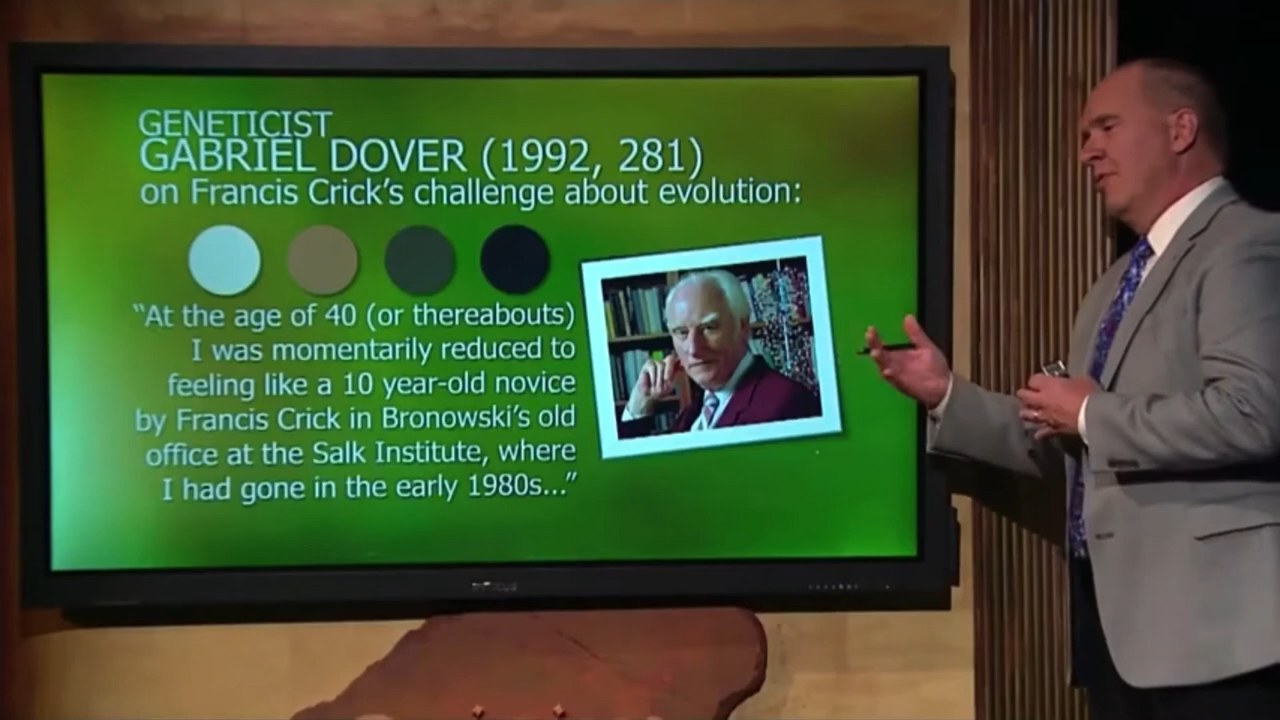 GENETICIST
GABRIEL DOVER (1992, 281)
on Francis Crick's challenge about evolution:
"At the age of 40 (or thereabouts)
I was momentarily reduced to
feeling like a 10 year-old novice
by Francis Crick in Bronowski's old
office at the Salk Institute, where
I had gone in the early 1980s..."